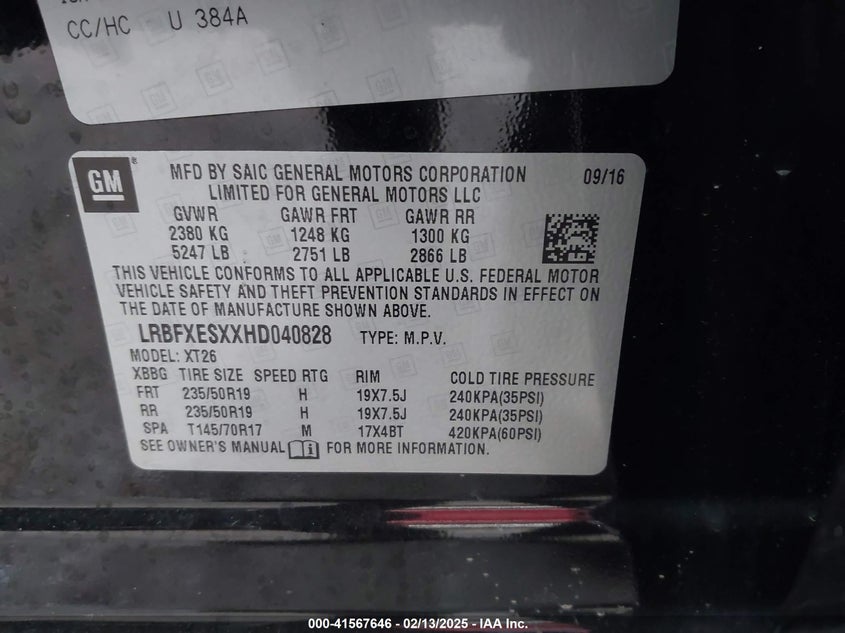 CC/HC U 384A
GM
MFD BY SAIC GENERAL MOTORS CORPORATION 09/16
LIMITED FOR GENERAL MOTORS LLC
GVWR GAWR FRT GAWR RR
2380 KG 1248 KG 1300 KG
5247 LB 2751 LB 2866 LB
THIS VEHICLE CONFORMS TO ALL APPLICABLE U.S. FEDERAL MOTOR
VEHICLE SAFETY AND THEFT PREVENTION STANDARDS IN EFFECT ON
THE DATE OF MANUFACTURE SHOWN ABOVE.
LRBFXESXXHD040828 TYPE: M.P.V.
MODEL: XT26
XBBG TIRE SIZE SPEED RTG RIM COLD TIRE PRESSURE
FRT 235/50R19 H 19X7.5J 240KPA(35PSI)
RR 235/50R19 H 19X7.5J 240KPA(35PSI)
SPA T145/70R17 M 17X4BT 420KPA(60PSI)
SEE OWNER'S MANUAL FOR MORE INFORMATION.
000-41567646 - 02/13/2025 - IAA Inc.